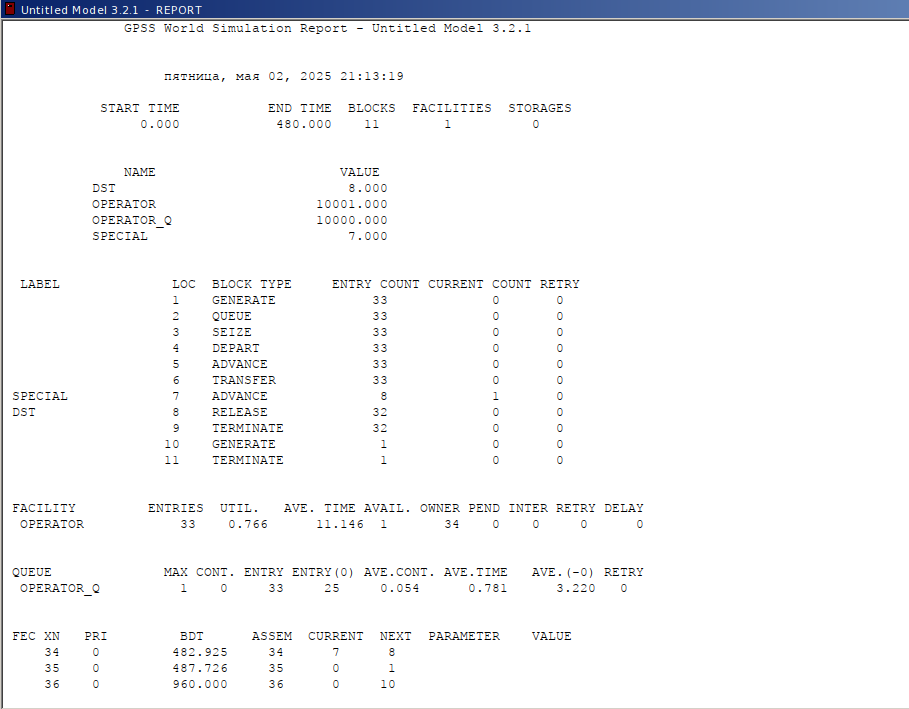 Untitled Model 3.2.1 - REPORT
GPSS World Simulation Report - Untitled Model 3.2.1
пятница, мая 02, 2025 21:13:19
START TIME END TIME BLOCKS FACILITIES STORAGES
0.000 480.000 11 1 0
NAME VALUE
DST 8.000
OPERATOR 10001.000
OPERATOR_Q 10000.000
SPECIAL 7.000
LABEL LOC BLOCK TYPE ENTRY COUNT CURRENT COUNT RETRY
1 GENERATE 33 0 0
2 QUEUE 33 0 0
3 SEIZE 33 0 0
4 DEPART 33 0 0
5 ADVANCE 33 0 0
6 TRANSFER 33 0 0
SPECIAL 7 ADVANCE 8 1 0
DST 8 RELEASE 32 0 0
9 TERMINATE 32 0 0
10 GENERATE 1 0 0
11 TERMINATE 1 0 0
FACILITY ENTRIES UTIL. AVE. TIME AVAIL. OWNER PEND INTER RETRY DELAY
OPERATOR 33 0.766 11.146 1 34 0 0 0 0
QUEUE MAX CONT. ENTRY ENTRY(0) AVE.CONT. AVE.TIME AVE.(-0) RETRY
OPERATOR_Q 1 0 33 25 0.054 0.781 3.220 0
FEC XN PRI BDT ASSEM CURRENT NEXT PARAMETER VALUE
34 0 482.925 34 7 8
35 0 487.726 35 0 1
36 0 960.000 36 0 10